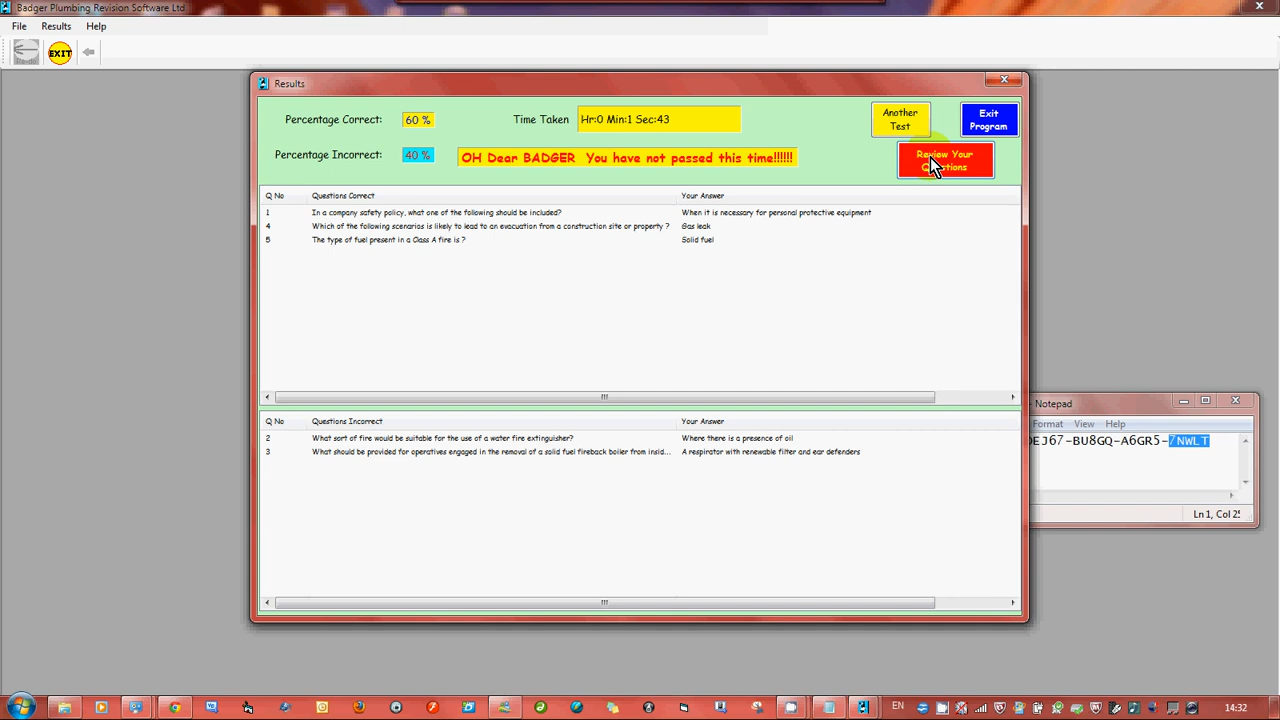 Badger Plumbing Revision Software Ltd
File Results Help
EXIT
Results
Percentage Correct: 60 % Time Taken Hr:0 Min:1 Sec:43
Another Test
Exit Program
Percentage Incorrect: 40 % OH Dear BADGER You have not passed this time!!!!!!
Review Your
Q No Questions Correct Your Answer
1 In a company safety policy, what one of the following should be included? When it is necessary for personal protective equipment
4 Which of the following scenarios is likely to lead to an evacuation from a construction site or property ? Gas leak
5 The type of fuel present in a Class A fire is ? Solid fuel
Q No Questions Incorrect Your Answer
2 What sort of fire would be suitable for the use of a water fire extinguisher? Where there is a presence of oil
3 What should be provided for operatives engaged in the removal of a solid fuel fireback boiler from insid... A respirator with renewable filter and ear defenders
- Notepad
Format View Help
EJ67-BU8GQ-A6GR5-7NWLT
Ln 1, Col 25
EN 14:32